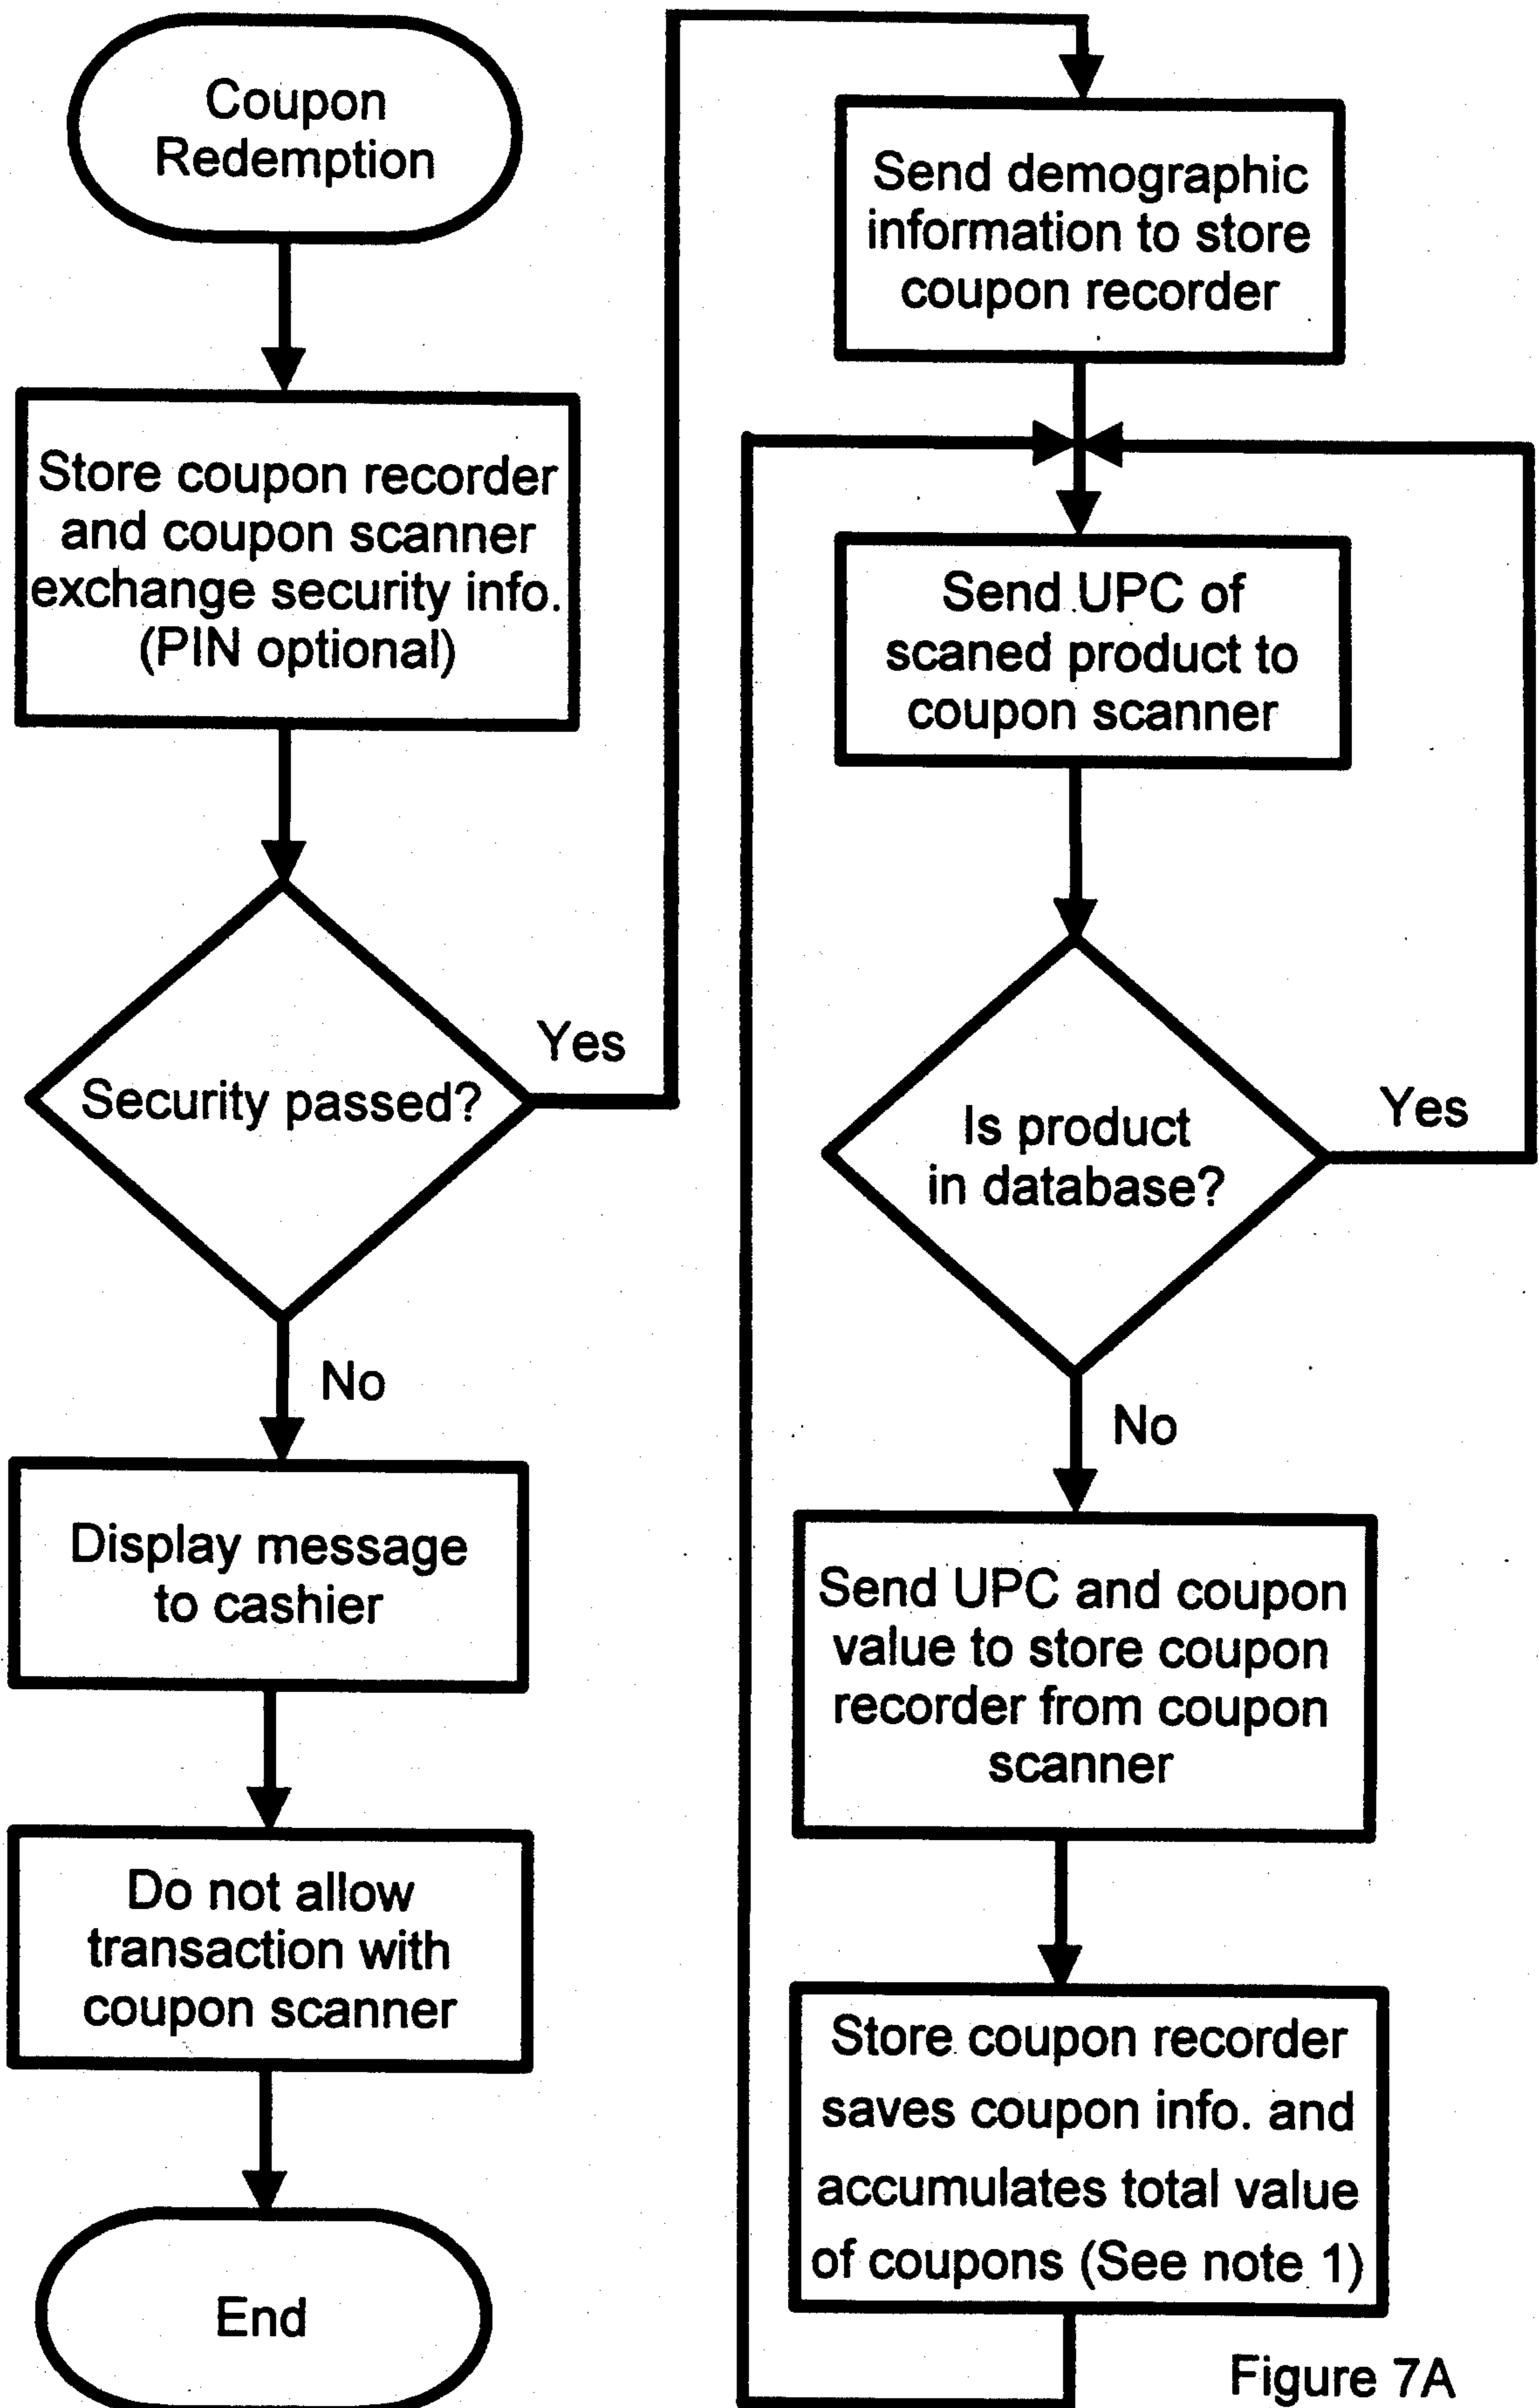 Coupon
Redemption
Store coupon recorder
and coupon scanner
exchange security info.
(PIN optional)
Security passed?
Yes
No
Display message
to cashier
Do not allow
transaction with
coupon scanner
End
Send demographic
information to store
coupon recorder
Send UPC of
scaned product to
coupon scanner
Is product
in database?
Yes
No
Send UPC and coupon
value to store coupon
recorder from coupon
scanner
Store coupon recorder
saves coupon info. and
accumulates total value
of coupons (See note 1)
Figure 7A